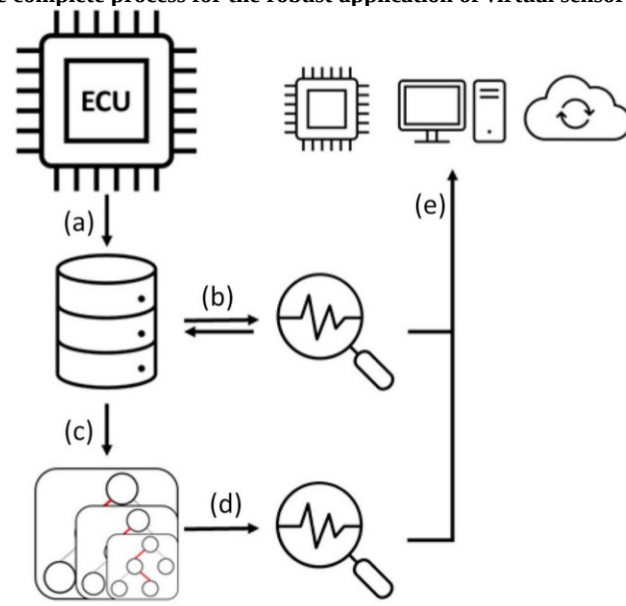 complete process for the robust application of virtual sensor
ECU
(a)
(e)
(b)
(c)
(d)